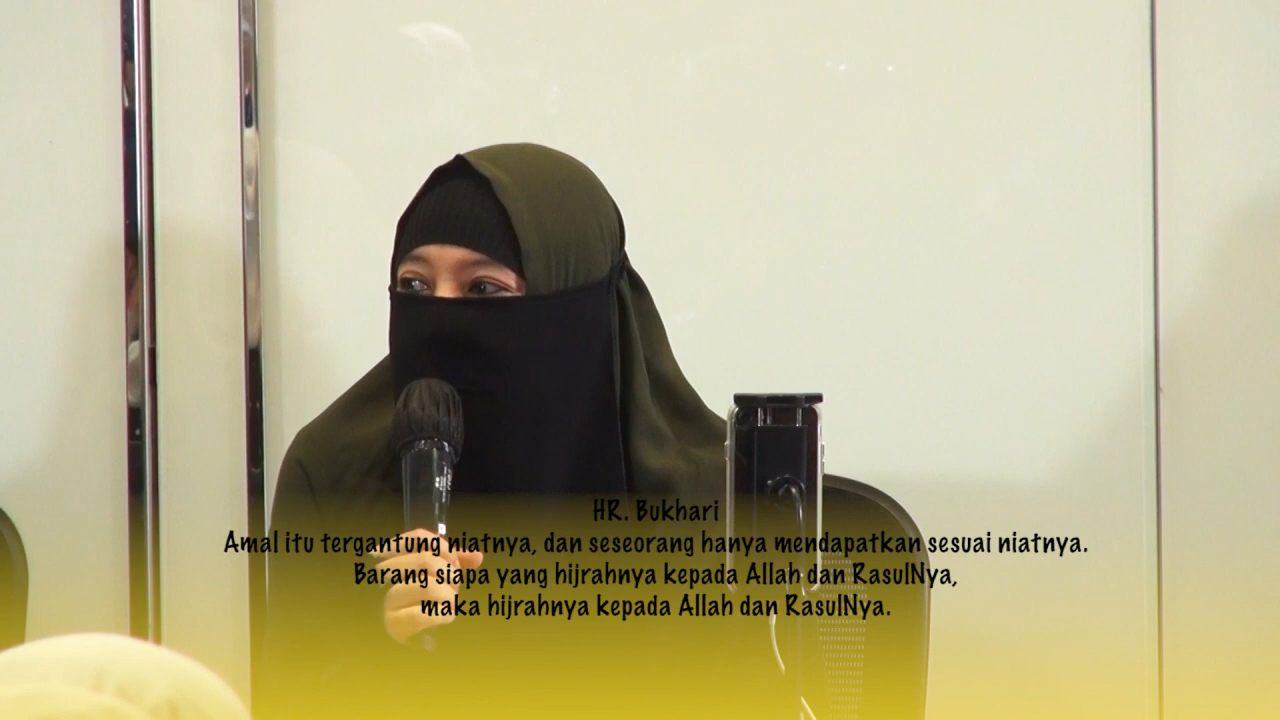 HR. Bukhari
Amal itu tergantung niatnya, dan seseorang hanya mendapatkan sesuai niatnya.
Barang siapa yang hijrahnya kepada Allah dan RasulNya,
maka hijrahnya kepada Allah dan RasulNya.